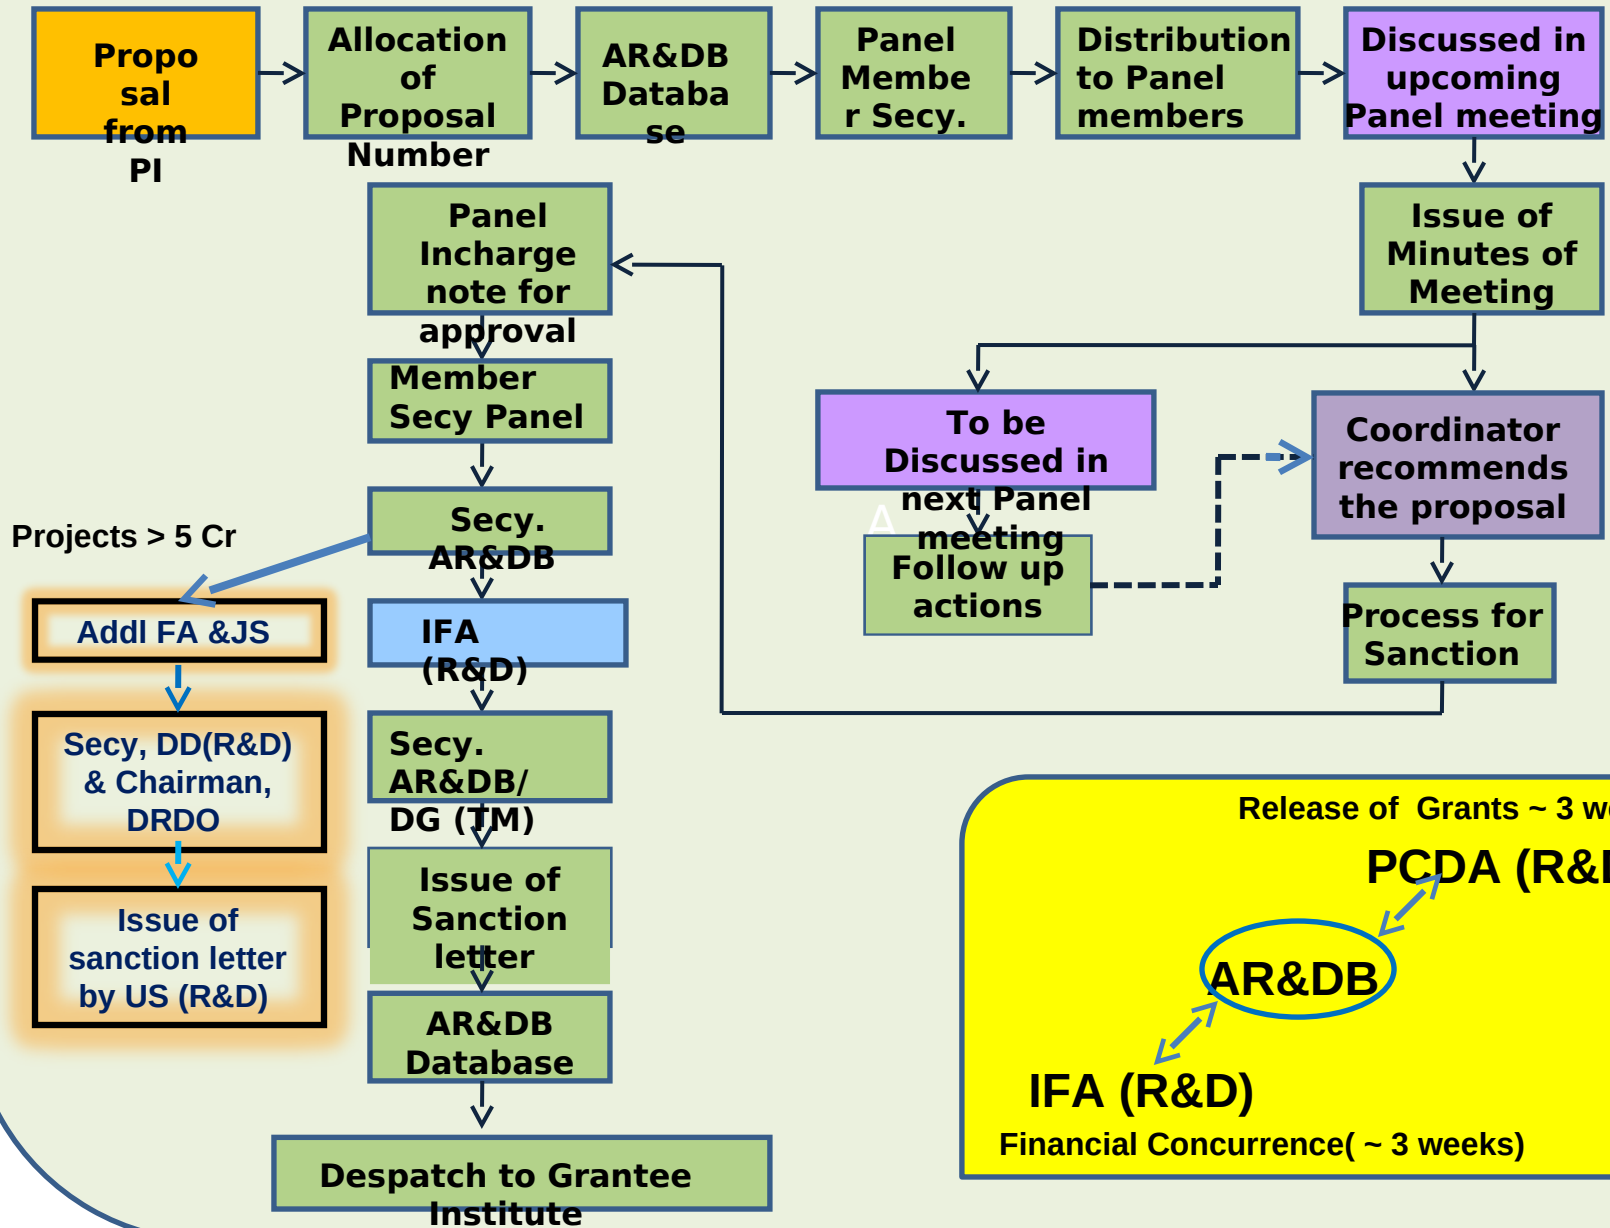 Propo
sal
from
PI
Allocation
of
Proposal
Number
AR&DB
Databa
se
Panel
Membe
r Secy.
Distribution
to Panel
members
Discussed in
upcoming
Panel meeting
Issue of
Minutes of
Meeting
To be
Discussed in
next Panel
meeting
A
Follow up
actions
Coordinator
recommends
the proposal
Process for
Sanction
Panel
Incharge
note for
approval
Member
Secy Panel
Secy.
AR&DB
Projects > 5 Cr
Addl FA &JS
Secy, DD(R&D)
& Chairman,
DRDO
Issue of
sanction letter
by US (R&D)
IFA
(R&D)
Secy.
AR&DB/
DG (TM)
Issue of
Sanction
letter
AR&DB
Database
Despatch to Grantee
Institute
Release of Grants ~ 3
PCDA
AR&DB
IFA (R&D)
Financial Concurrence( ~ 3 weeks)